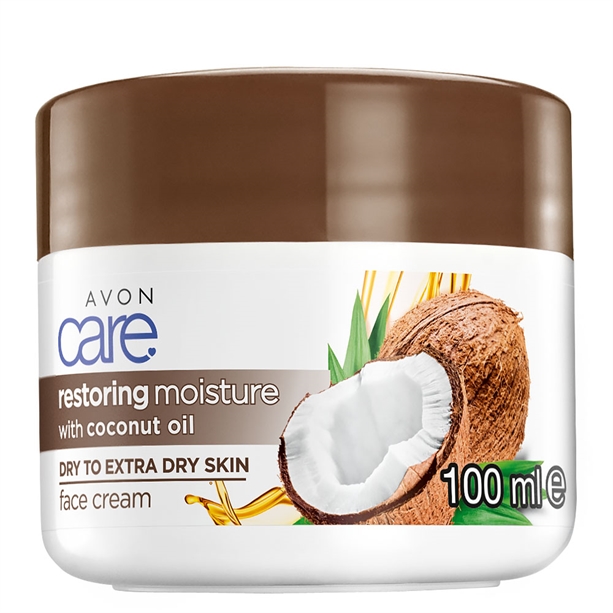 AVON
care
restoring moisture
with coconut oil
DRY TO EXTRA DRY SKIN
face cream
100 ml e